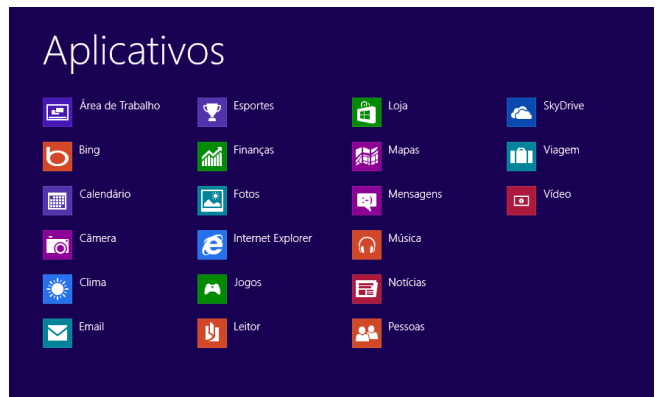 Aplicativos
Área de Trabalho
Bing
Calendário
Câmera
Clima
Email
Esportes
Finanças
Fotos
Internet Explorer
Jogos
Leitor
Loja
Mapas
Mensagens
Música
Notícias
Pessoas
SkyDrive
Viagem
Vídeo